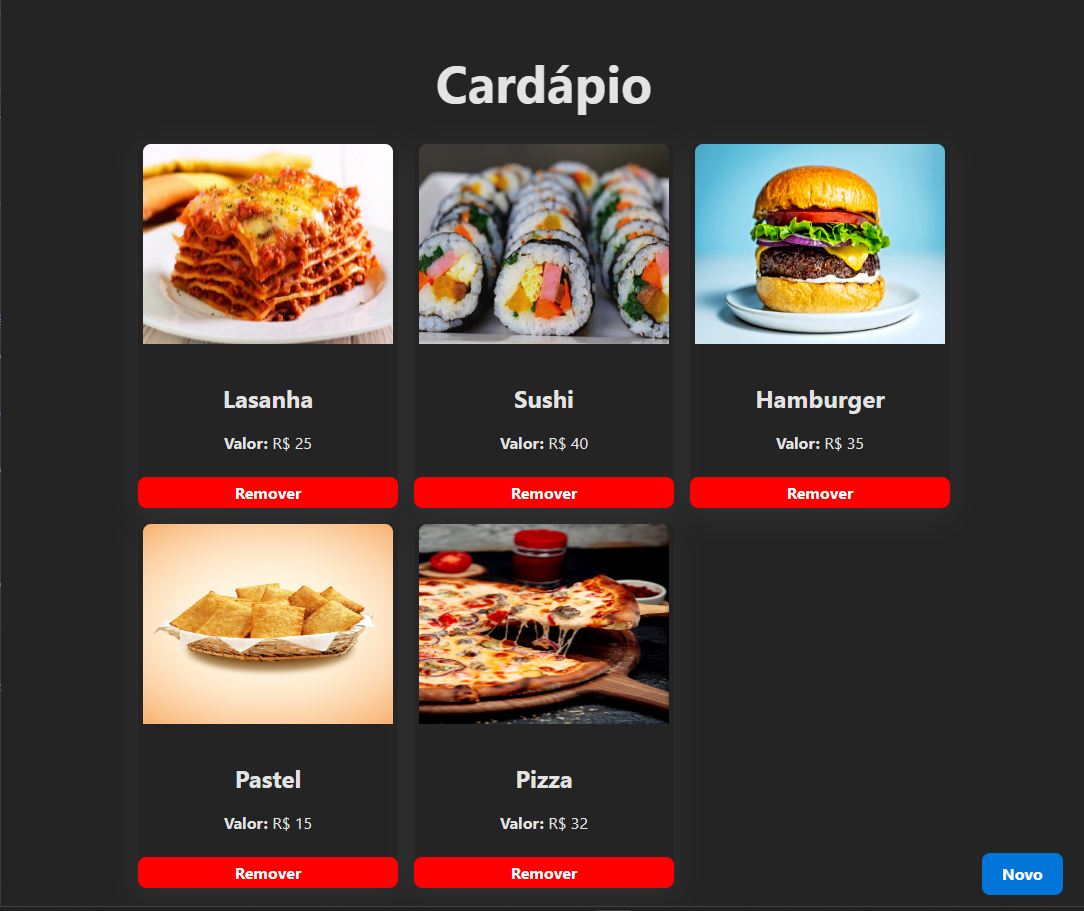 Cardápio
Lasanha
Valor: R$ 25
Remover
Sushi
Valor: R$ 40
Remover
Hamburger
Valor: R$ 35
Remover
Pastel
Valor: R$ 15
Remover
Pizza
Valor: R$ 32
Remover
Novo